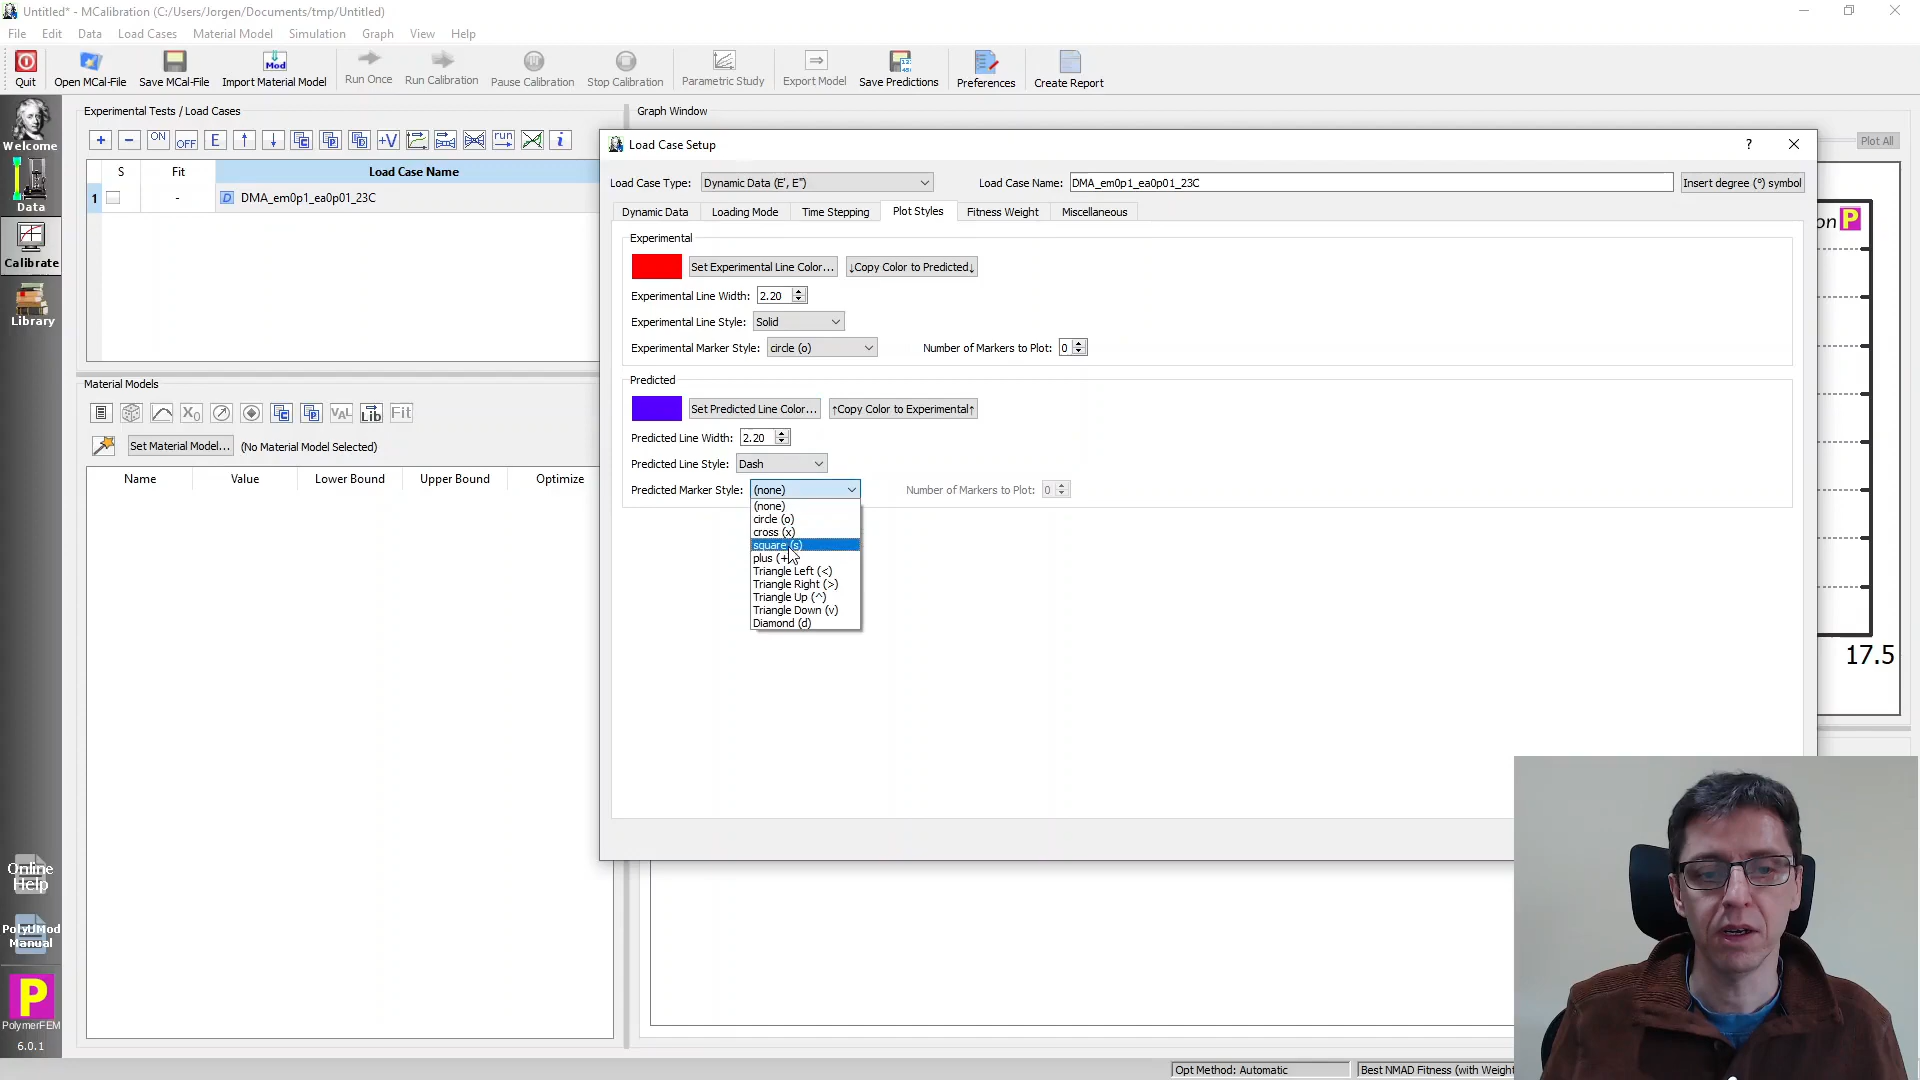 Untitled* - MCalibration (C:/Users/Jorgen/Documents/tmp/Untitled)
File Edit Data Load Cases Material Model Simulation Graph View Help
Quit Open MCal-File Save MCal-File Import Material Model Run Once Run Calibration Pause Calibration Stop Calibration Parametric Study Export Model Save Predictions Preferences Create Report
Mod
Welcome
Data
Calibrate
Library
Online
Help
PolyUMod
Manual
P
PolymerFEM
6.0.1
Experimental Tests / Load Cases
+ - ON OFF E ↑ ↓ +V run i
S Fit Load Case Name
1 - D DMA_em0p1_ea0p01_23C
Material Models
X0 VAL Lib Fit
Set Material Model... (No Material Model Selected)
Name Value Lower Bound Upper Bound Optimize
Graph Window
Plot All
on P
17.5
Load Case Setup ?
Load Case Type: Dynamic Data (E', E") Load Case Name: DMA_em0p1_ea0p01_23C Insert degree (°) symbol
Dynamic Data Loading Mode Time Stepping Plot Styles Fitness Weight Miscellaneous
Experimental
Set Experimental Line Color... ↓Copy Color to Predicted↓
Experimental Line Width: 2.20
Experimental Line Style: Solid
Experimental Marker Style: circle (o) Number of Markers to Plot: 0
Predicted
Set Predicted Line Color... ↑Copy Color to Experimental↑
Predicted Line Width: 2.20
Predicted Line Style: Dash
Predicted Marker Style: (none) Number of Markers to Plot: 0
(none)
circle (o)
cross (x)
square (s)
plus (+
Triangle Left (<)
Triangle Right (>)
Triangle Up (^)
Triangle Down (v)
Diamond (d)
Opt Method: Automatic Best NMAD Fitness (with Weight